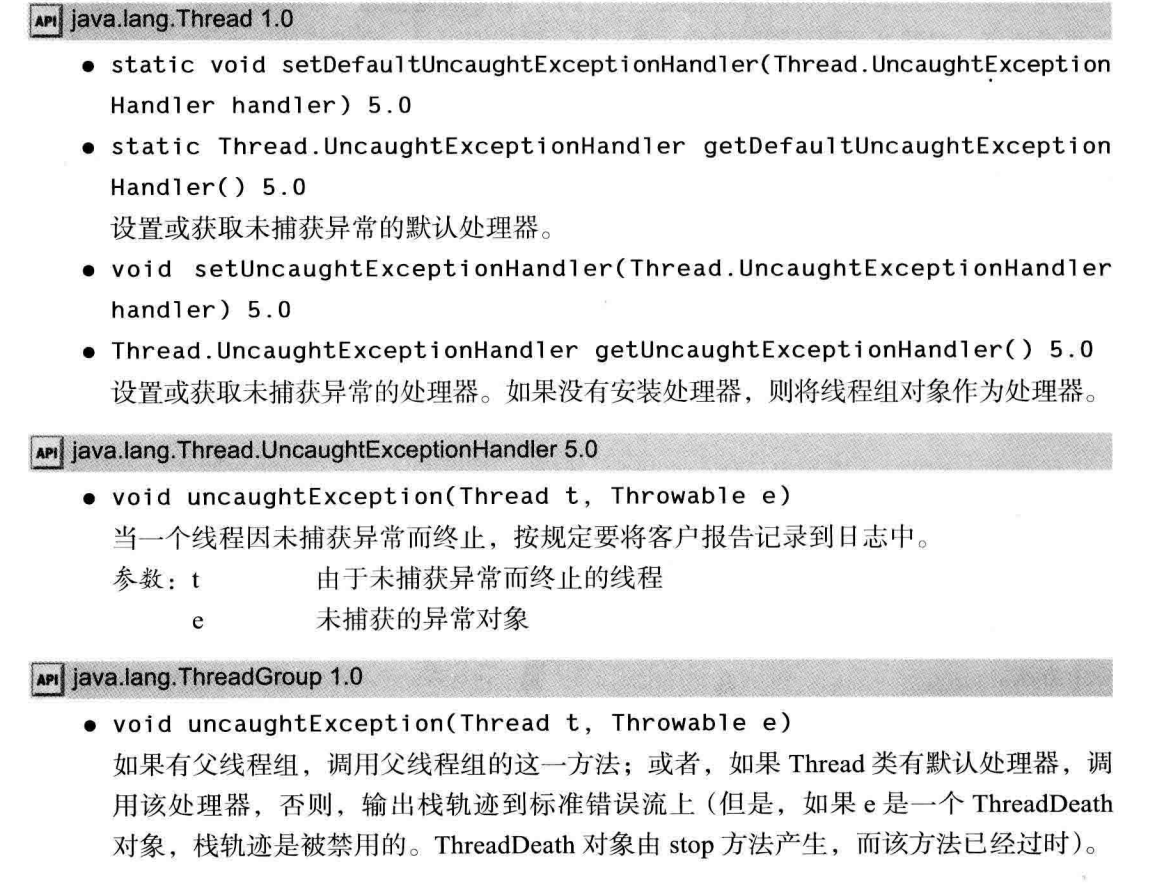 API java.lang.Thread 1.0
● static void setDefaultUncaughtExceptionHandler(Thread.UncaughtException
Handler handler) 5.0
● static Thread.UncaughtExceptionHandler getDefaultUncaughtException
Handler() 5.0
设置或获取未捕获异常的默认处理器。
● void setUncaughtExceptionHandler(Thread.UncaughtExceptionHandler
handler) 5.0
● Thread.UncaughtExceptionHandler getUncaughtExceptionHandler() 5.0
设置或获取未捕获异常的处理器。如果没有安装处理器，则将线程组对象作为处理器。
API java.lang.Thread.UncaughtExceptionHandler 5.0
● void uncaughtException(Thread t, Throwable e)
当一个线程因未捕获异常而终止，按规定要将客户报告记录到日志中。
参数：t 由于未捕获异常而终止的线程
e 未捕获的异常对象
API java.lang.ThreadGroup 1.0
● void uncaughtException(Thread t, Throwable e)
如果有父线程组，调用父线程组的这一方法；或者，如果 Thread 类有默认处理器，调
用该处理器，否则，输出栈轨迹到标准错误流上（但是，如果 e 是一个 ThreadDeath
对象，栈轨迹是被禁用的。ThreadDeath 对象由 stop 方法产生，而该方法已经过时）。